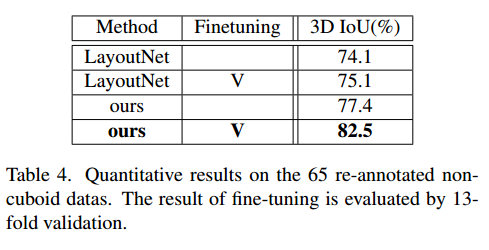 Method Finetuning 3D IoU(%)
LayoutNet 74.1
LayoutNet V 75.1
ours 77.4
ours V 82.5
Table 4. Quantitative results on the 65 re-annotated non-
cuboid datas. The result of fine-tuning is evaluated by 13-
fold validation.